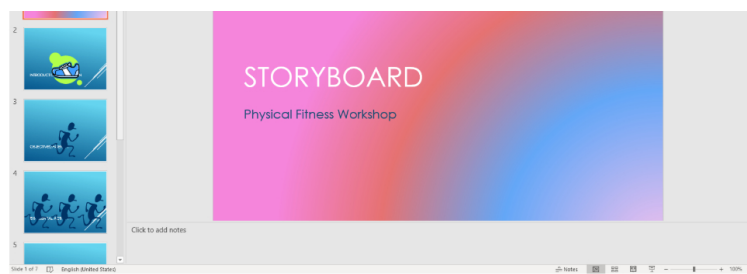 2
INTRODUCTION
3
4
5
STORYBOARD
Physical Fitness Workshop
Click to add notes
Slide 1 of 7
English (United States)
Notes
100%